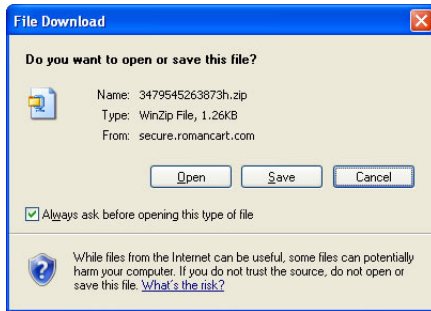 File Download
Do you want to open or save this file?
Name: 3479545263873h.zip
Type: WinZip File, 1.26KB
From: secure.romancart.com
Open Save Cancel
Always ask before opening this type of file
While files from the Internet can be useful, some files can potentially
harm your computer. If you do not trust the source, do not open or
save this file. What's the risk?